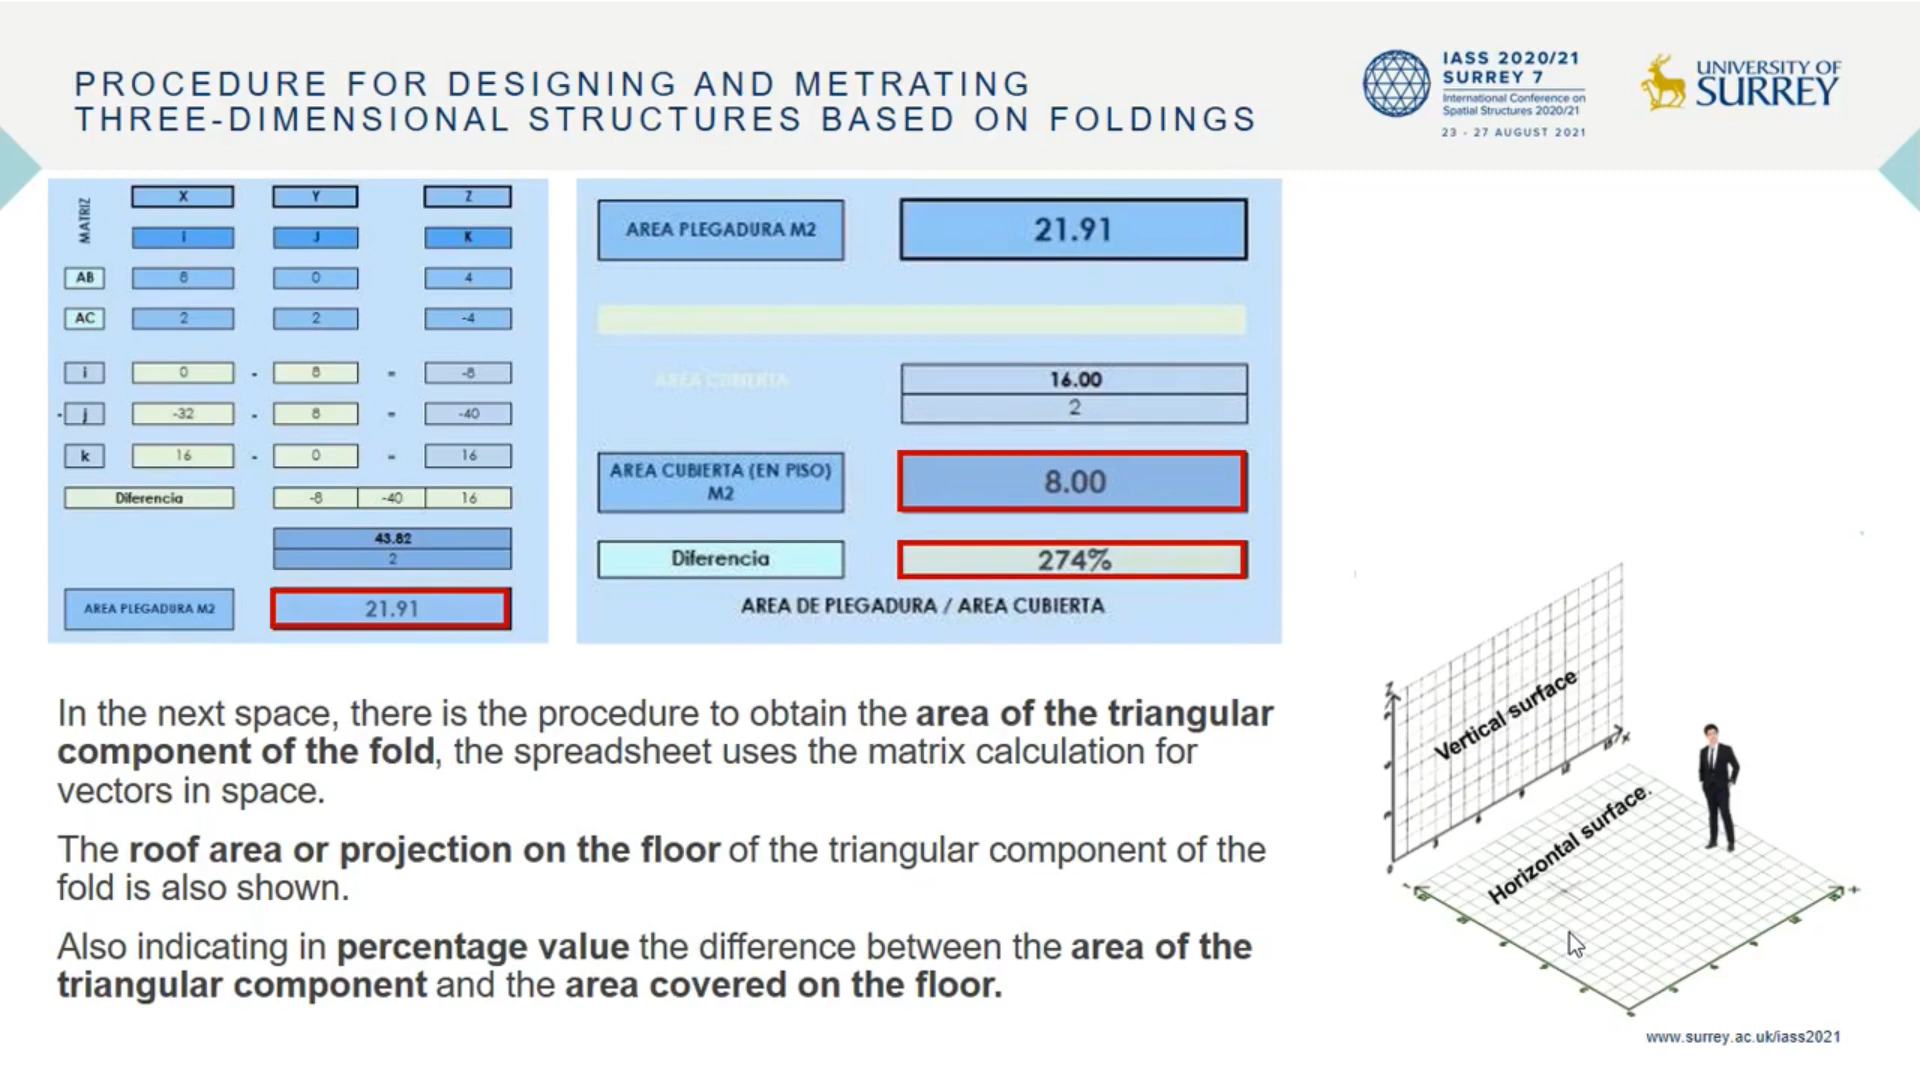 PROCEDURE FOR DESIGNING AND METRATING
THREE-DIMENSIONAL STRUCTURES BASED ON FOLDINGS
IASS 2020/21
SURREY 7
International Conference on
Spatial Structures 2020/21
23 - 27 AUGUST 2021
UNIVERSITY OF
SURREY
MATRIZ
X Y Z
i J K
AB 8 0 4
AC 2 2 -4
i 0 - 8 = -8
- j -32 - 8 = -40
k 16 - 0 = 16
Diferencia -8 -40 16
43.82
2
AREA PLEGADURA M2 21.91
AREA PLEGADURA M2 21.91
AREA CUBIERTA 16.00
2
AREA CUBIERTA (EN PISO)
M2
8.00
Diferencia 274%
AREA DE PLEGADURA / AREA CUBIERTA
In the next space, there is the procedure to obtain the area of the triangular
component of the fold, the spreadsheet uses the matrix calculation for
vectors in space.
The roof area or projection on the floor of the triangular component of the
fold is also shown.
Also indicating in percentage value the difference between the area of the
triangular component and the area covered on the floor.
Z
Vertical surface
X
Horizontal surface.
www.surrey.ac.uk/iass2021